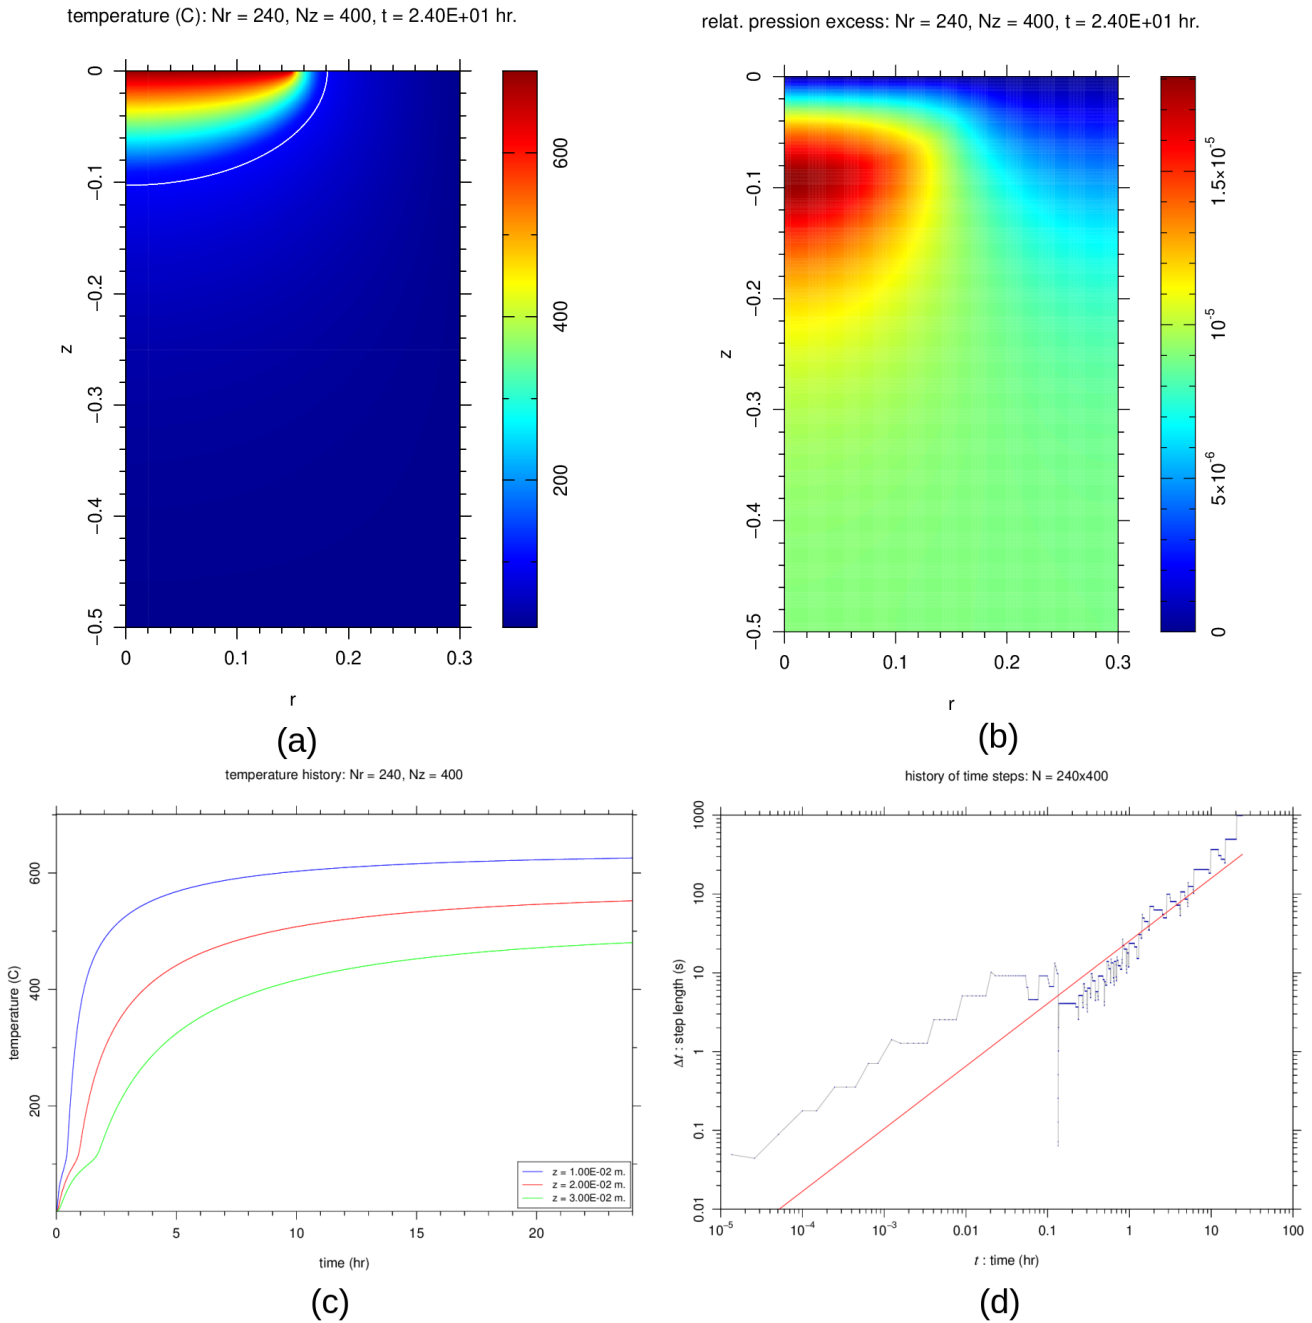 temperature (C): Nr = 240, Nz = 400, t = 2.40E+01 hr.
0
−0.1
−0.2
−0.3
−0.4
−0.5
z
0
0.1
0.2
0.3
r
600
400
200
(a)
relat. pression excess: Nr = 240, Nz = 400, t = 2.40E+01 hr.
0
−0.1
−0.2
−0.3
−0.4
−0.5
z
0
0.1
0.2
0.3
r
1.5×10⁻⁵
10⁻⁵
5×10⁻⁶
0
(b)
temperature history: Nr = 240, Nz = 400
600
400
200
temperature (C)
z = 1.00E-02 m.
z = 2.00E-02 m.
z = 3.00E-02 m.
0
5
10
15
20
time (hr)
(c)
history of time steps: N = 240x400
1000
100
10
1
0.1
0.01
Δt : step length (s)
10⁻⁵
10⁻⁴
10⁻³
0.01
0.1
1
10
100
t : time (hr)
(d)